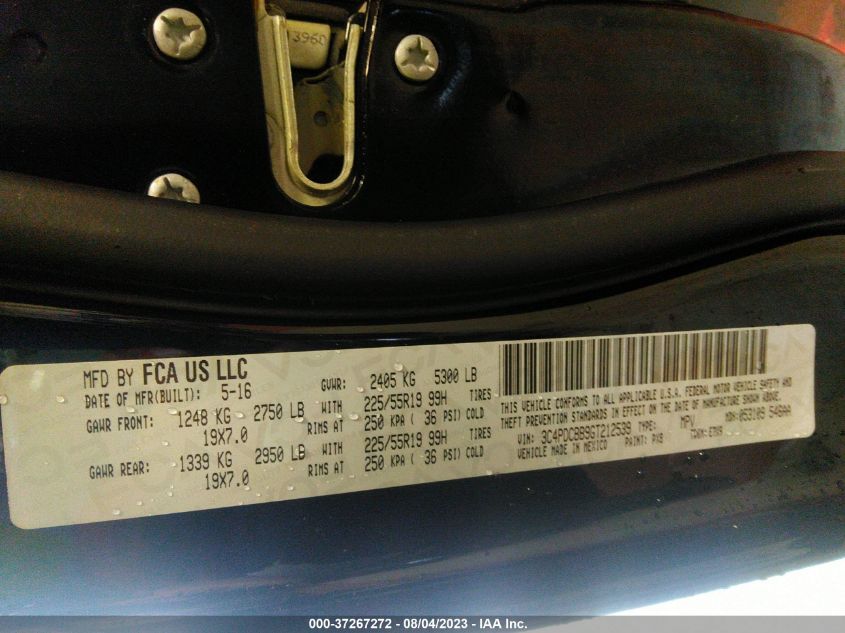 3960
MFD BY FCA US LLC
DATE OF MFR(BUILT): 5-16
GVWR: 2405 KG 5300 LB
GAWR FRONT: 1248 KG 2750 LB WITH 225/55R19 99H TIRES
19X7.0 RIMS AT 250 KPA ( 36 PSI) COLD
GAWR REAR: 1339 KG 2950 LB WITH 225/55R19 99H TIRES
19X7.0 RIMS AT 250 KPA ( 36 PSI) COLD
THIS VEHICLE CONFORMS TO ALL APPLICABLE U.S.A. FEDERAL MOTOR VEHICLE SAFETY AND
THEFT PREVENTION STANDARDS IN EFFECT ON THE DATE OF MANUFACTURE SHOWN ABOVE.
VIN: 3C4PDCBB9GT212539 TYPE: MPV MDH: 053109 546AA
VEHICLE MADE IN MEXICO PAINT: PX8
000-37267272 — 08/04/2023 — IAA Inc.